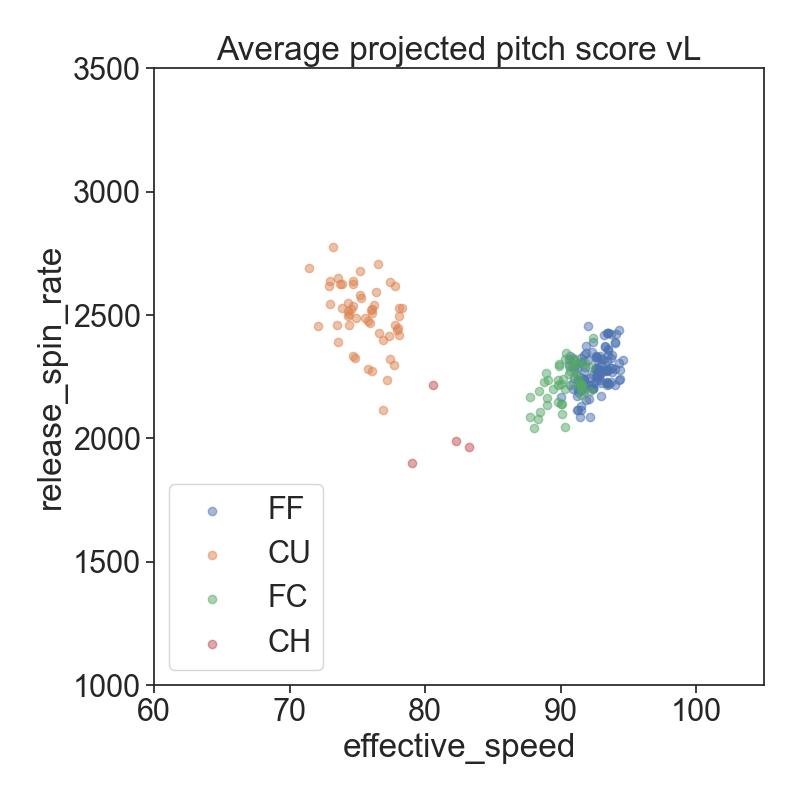 Average projected pitch score vL
3500
3000
2500
2000
1500
1000
release_spin_rate
FF
CU
FC
CH
60 70 80 90 100
effective_speed